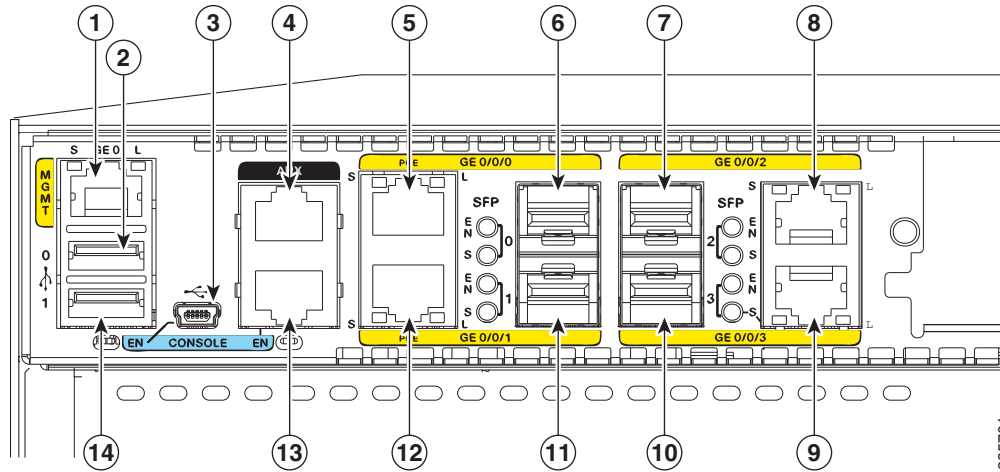 1 3 4 5 6 7 8
2
S GE 0 L
MGMT
AUX
POE GE 0/0/0
GE 0/0/2
S L
S L
SFP
SFP
EN
EN
0
S
0
2
S
EN
EN
1
1
3
S
S
S L
S L
EN CONSOLE EN
POE GE 0/0/1
GE 0/0/3
14 13 12 11 10 9